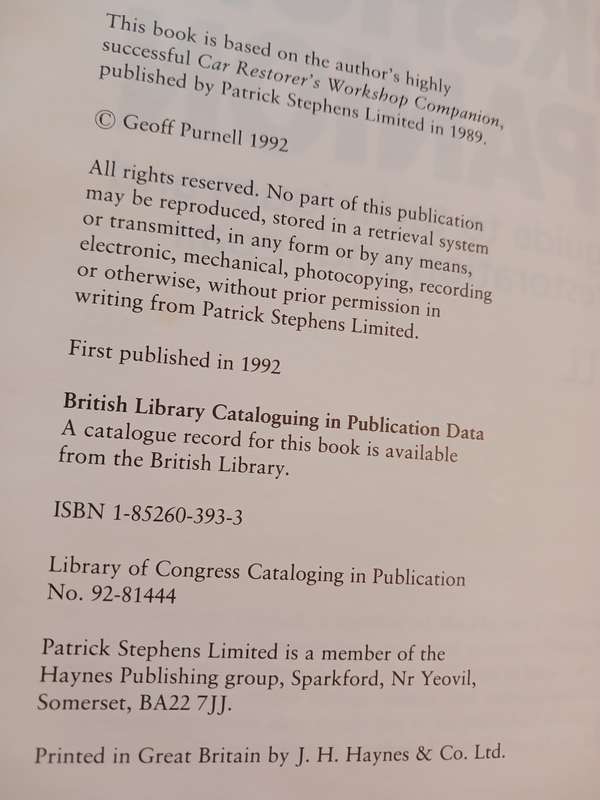 This book is based on the author's highly
successful Car Restorer's Workshop Companion,
published by Patrick Stephens Limited in 1989.
© Geoff Purnell 1992
All rights reserved. No part of this publication
may be reproduced, stored in a retrieval system
or transmitted, in any form or by any means,
electronic, mechanical, photocopying, recording
or otherwise, without prior permission in
writing from Patrick Stephens Limited.
First published in 1992
British Library Cataloguing in Publication Data
A catalogue record for this book is available
from the British Library.
ISBN 1-85260-393-3
Library of Congress Cataloging in Publication
No. 92-81444
Patrick Stephens Limited is a member of the
Haynes Publishing group, Sparkford, Nr Yeovil,
Somerset, BA22 7JJ.
Printed in Great Britain by J. H. Haynes & Co. Ltd.